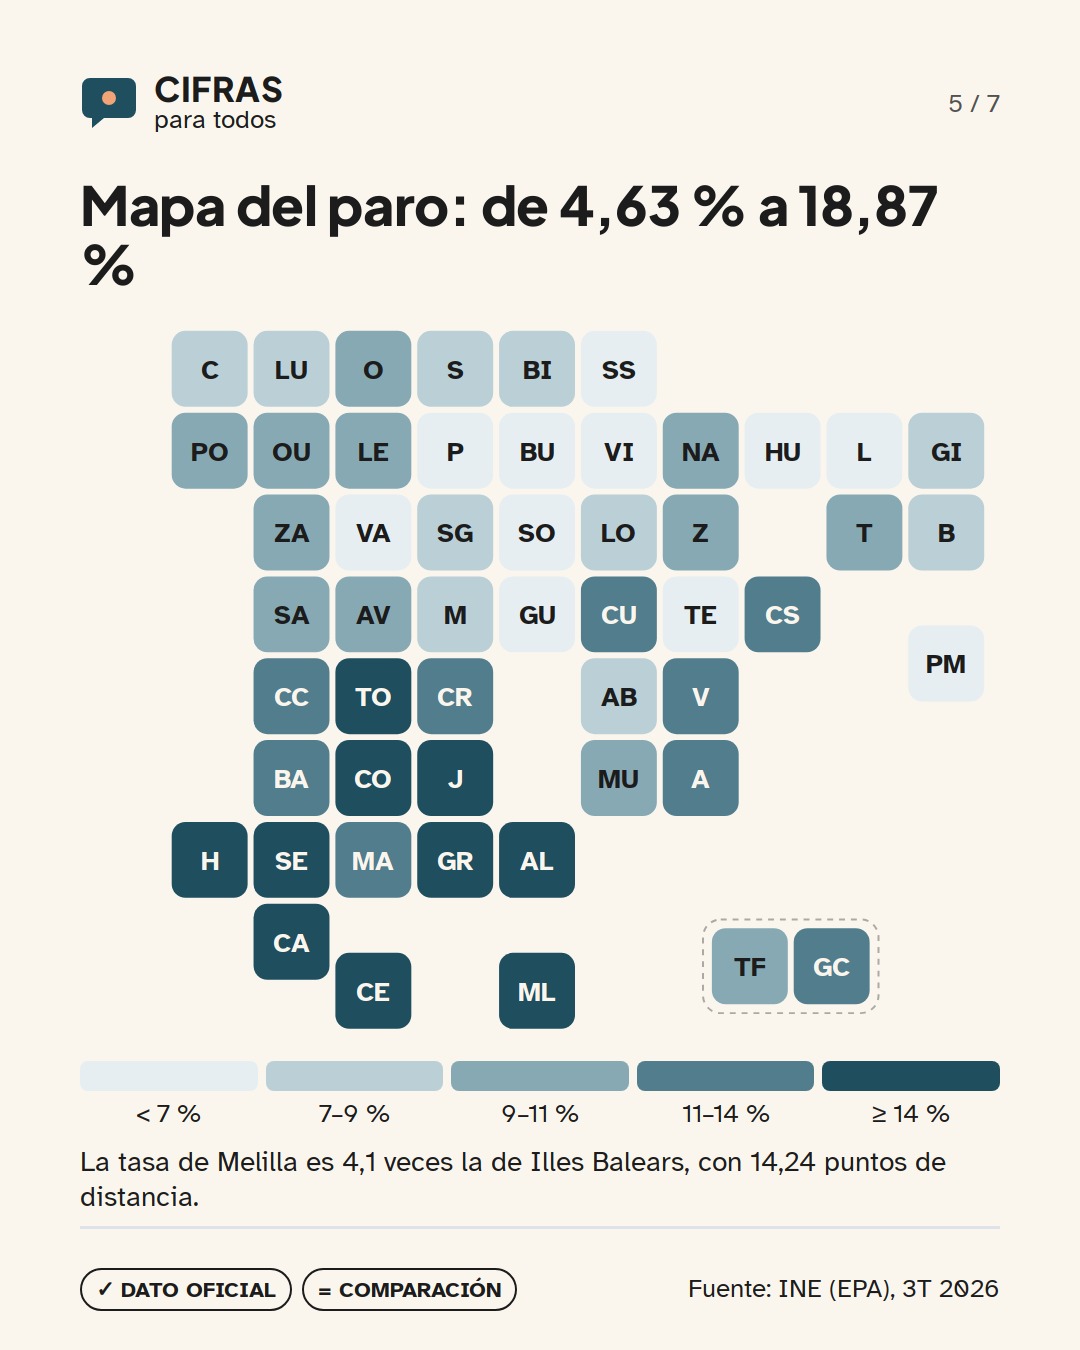 CIFRAS
para todos
5 / 7
Mapa del paro: de 4,63 % a 18,87
%
C LU O S BI SS
PO OU LE P BU VI NA HU L GI
ZA VA SG SO LO Z T B
SA AV M GU CU TE CS
PM
CC TO CR AB V
BA CO J MU A
H SE MA GR AL
CA
TF GC
CE ML
< 7 % 7–9 % 9–11 % 11–14 % ≥ 14 %
La tasa de Melilla es 4,1 veces la de Illes Balears, con 14,24 puntos de
distancia.
✓ DATO OFICIAL = COMPARACIÓN Fuente: INE (EPA), 3T 2026